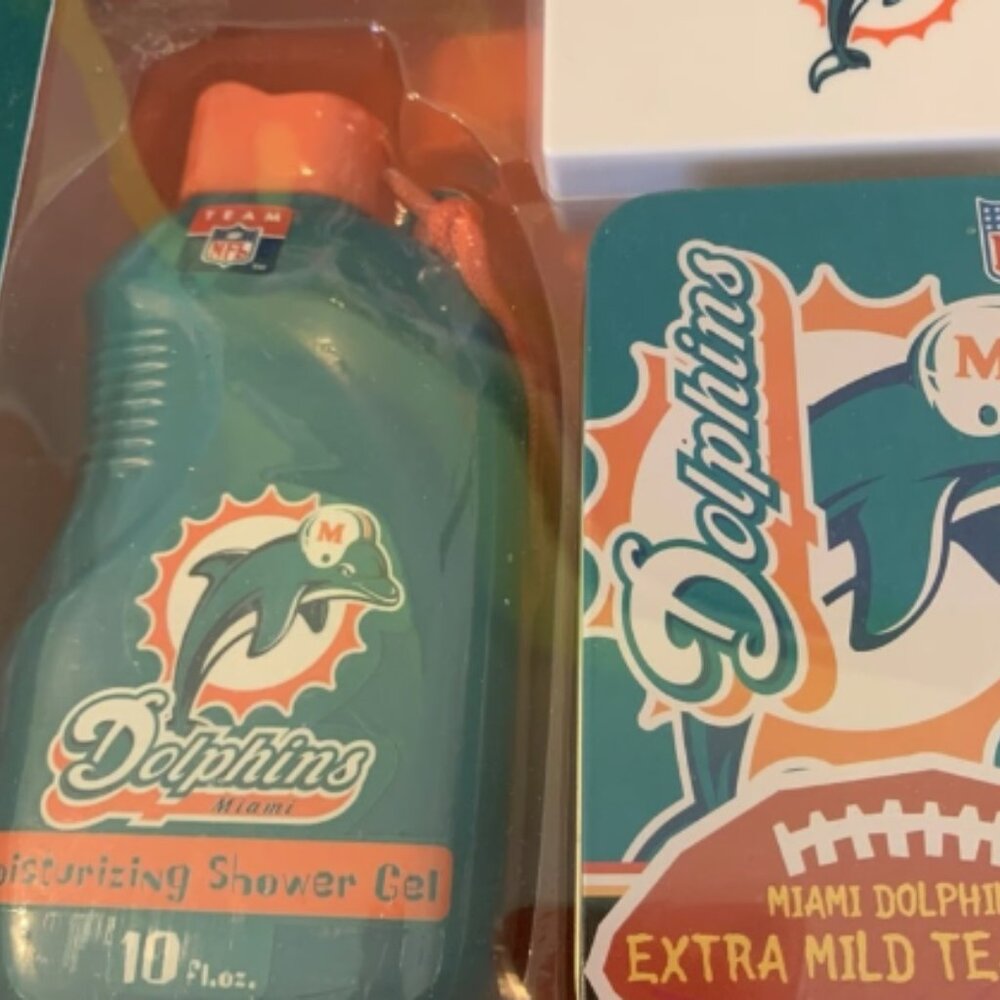 TEAM
NFL
M
Dolphins
Miami
oisturizing Shower Gel
10 fl.oz.
Dolphins
M
MIAMI DOLPHI
EXTRA MILD TE